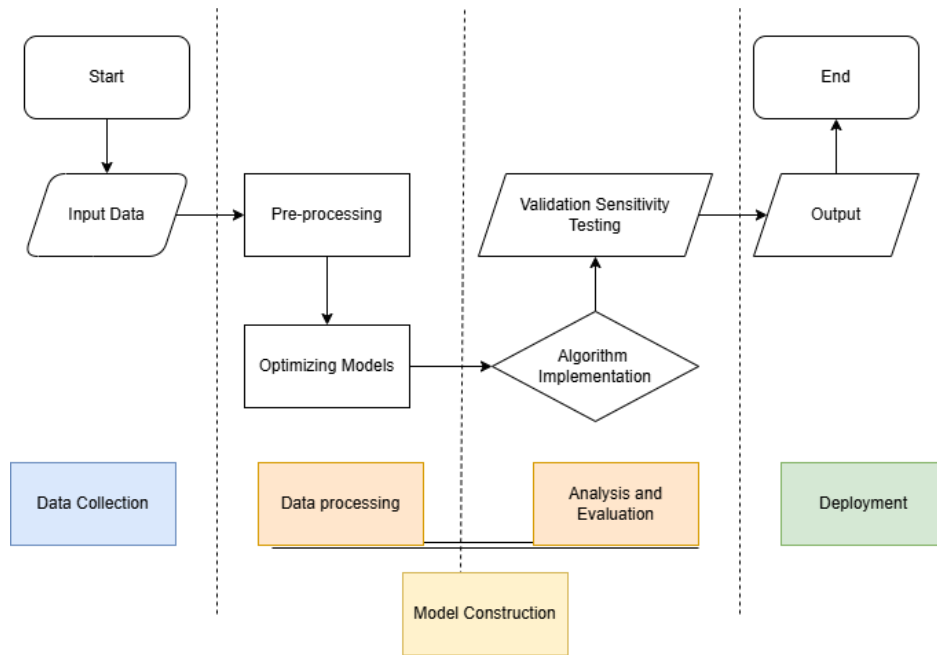 Start
End
Input Data
Pre-processing
Validation Sensitivity
Testing
Output
Optimizing Models
Algorithm
Implementation
Data Collection
Data processing
Analysis and
Evaluation
Deployment
Model Construction